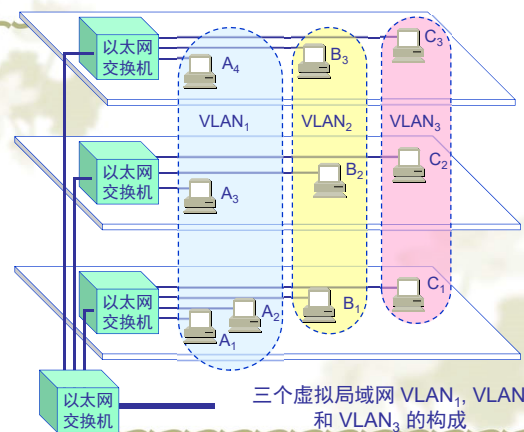 以太网
交换机
C₃
B₃
A₄
VLAN₁
VLAN₂
VLAN₃
以太网
交换机
C₂
B₂
A₃
以太网
交换机
C₁
B₁
A₂
A₁
以太网
交换机
三个虚拟局域网 VLAN₁, VLAN
和 VLAN₃ 的构成